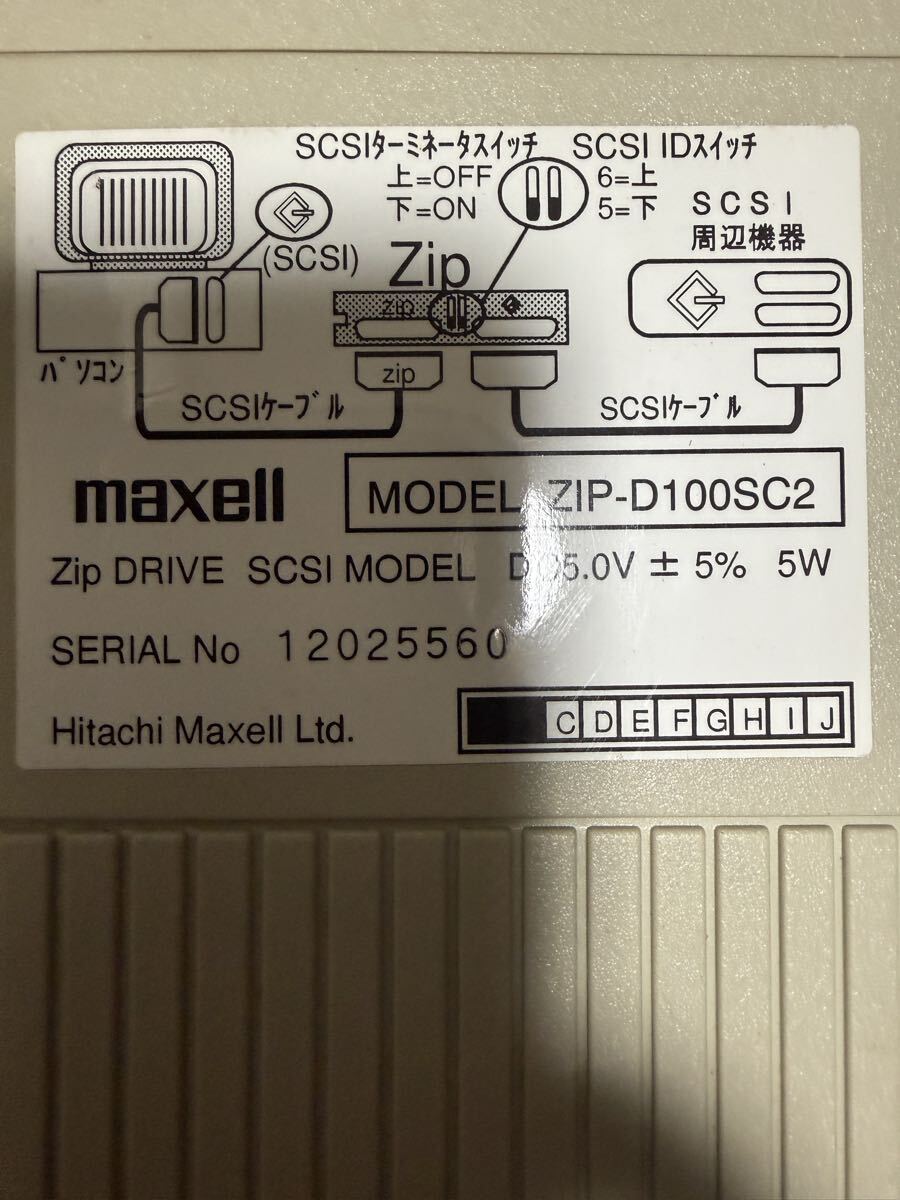 SCSIﾀｰﾐﾈｰﾀｽｲｯﾁ SCSI IDｽｲｯﾁ
上=OFF 6=上
下=ON 5=下
SCSI
周辺機器
(SCSI)
Zip
zip
ﾊﾟｿｺﾝ
zip
SCSIｹｰﾌﾞﾙ SCSIｹｰﾌﾞﾙ
maxell MODEL ZIP-D100SC2
Zip DRIVE SCSI MODEL 5.0V ± 5% 5W
SERIAL No 12025560
Hitachi Maxell Ltd. C D E F G H I J